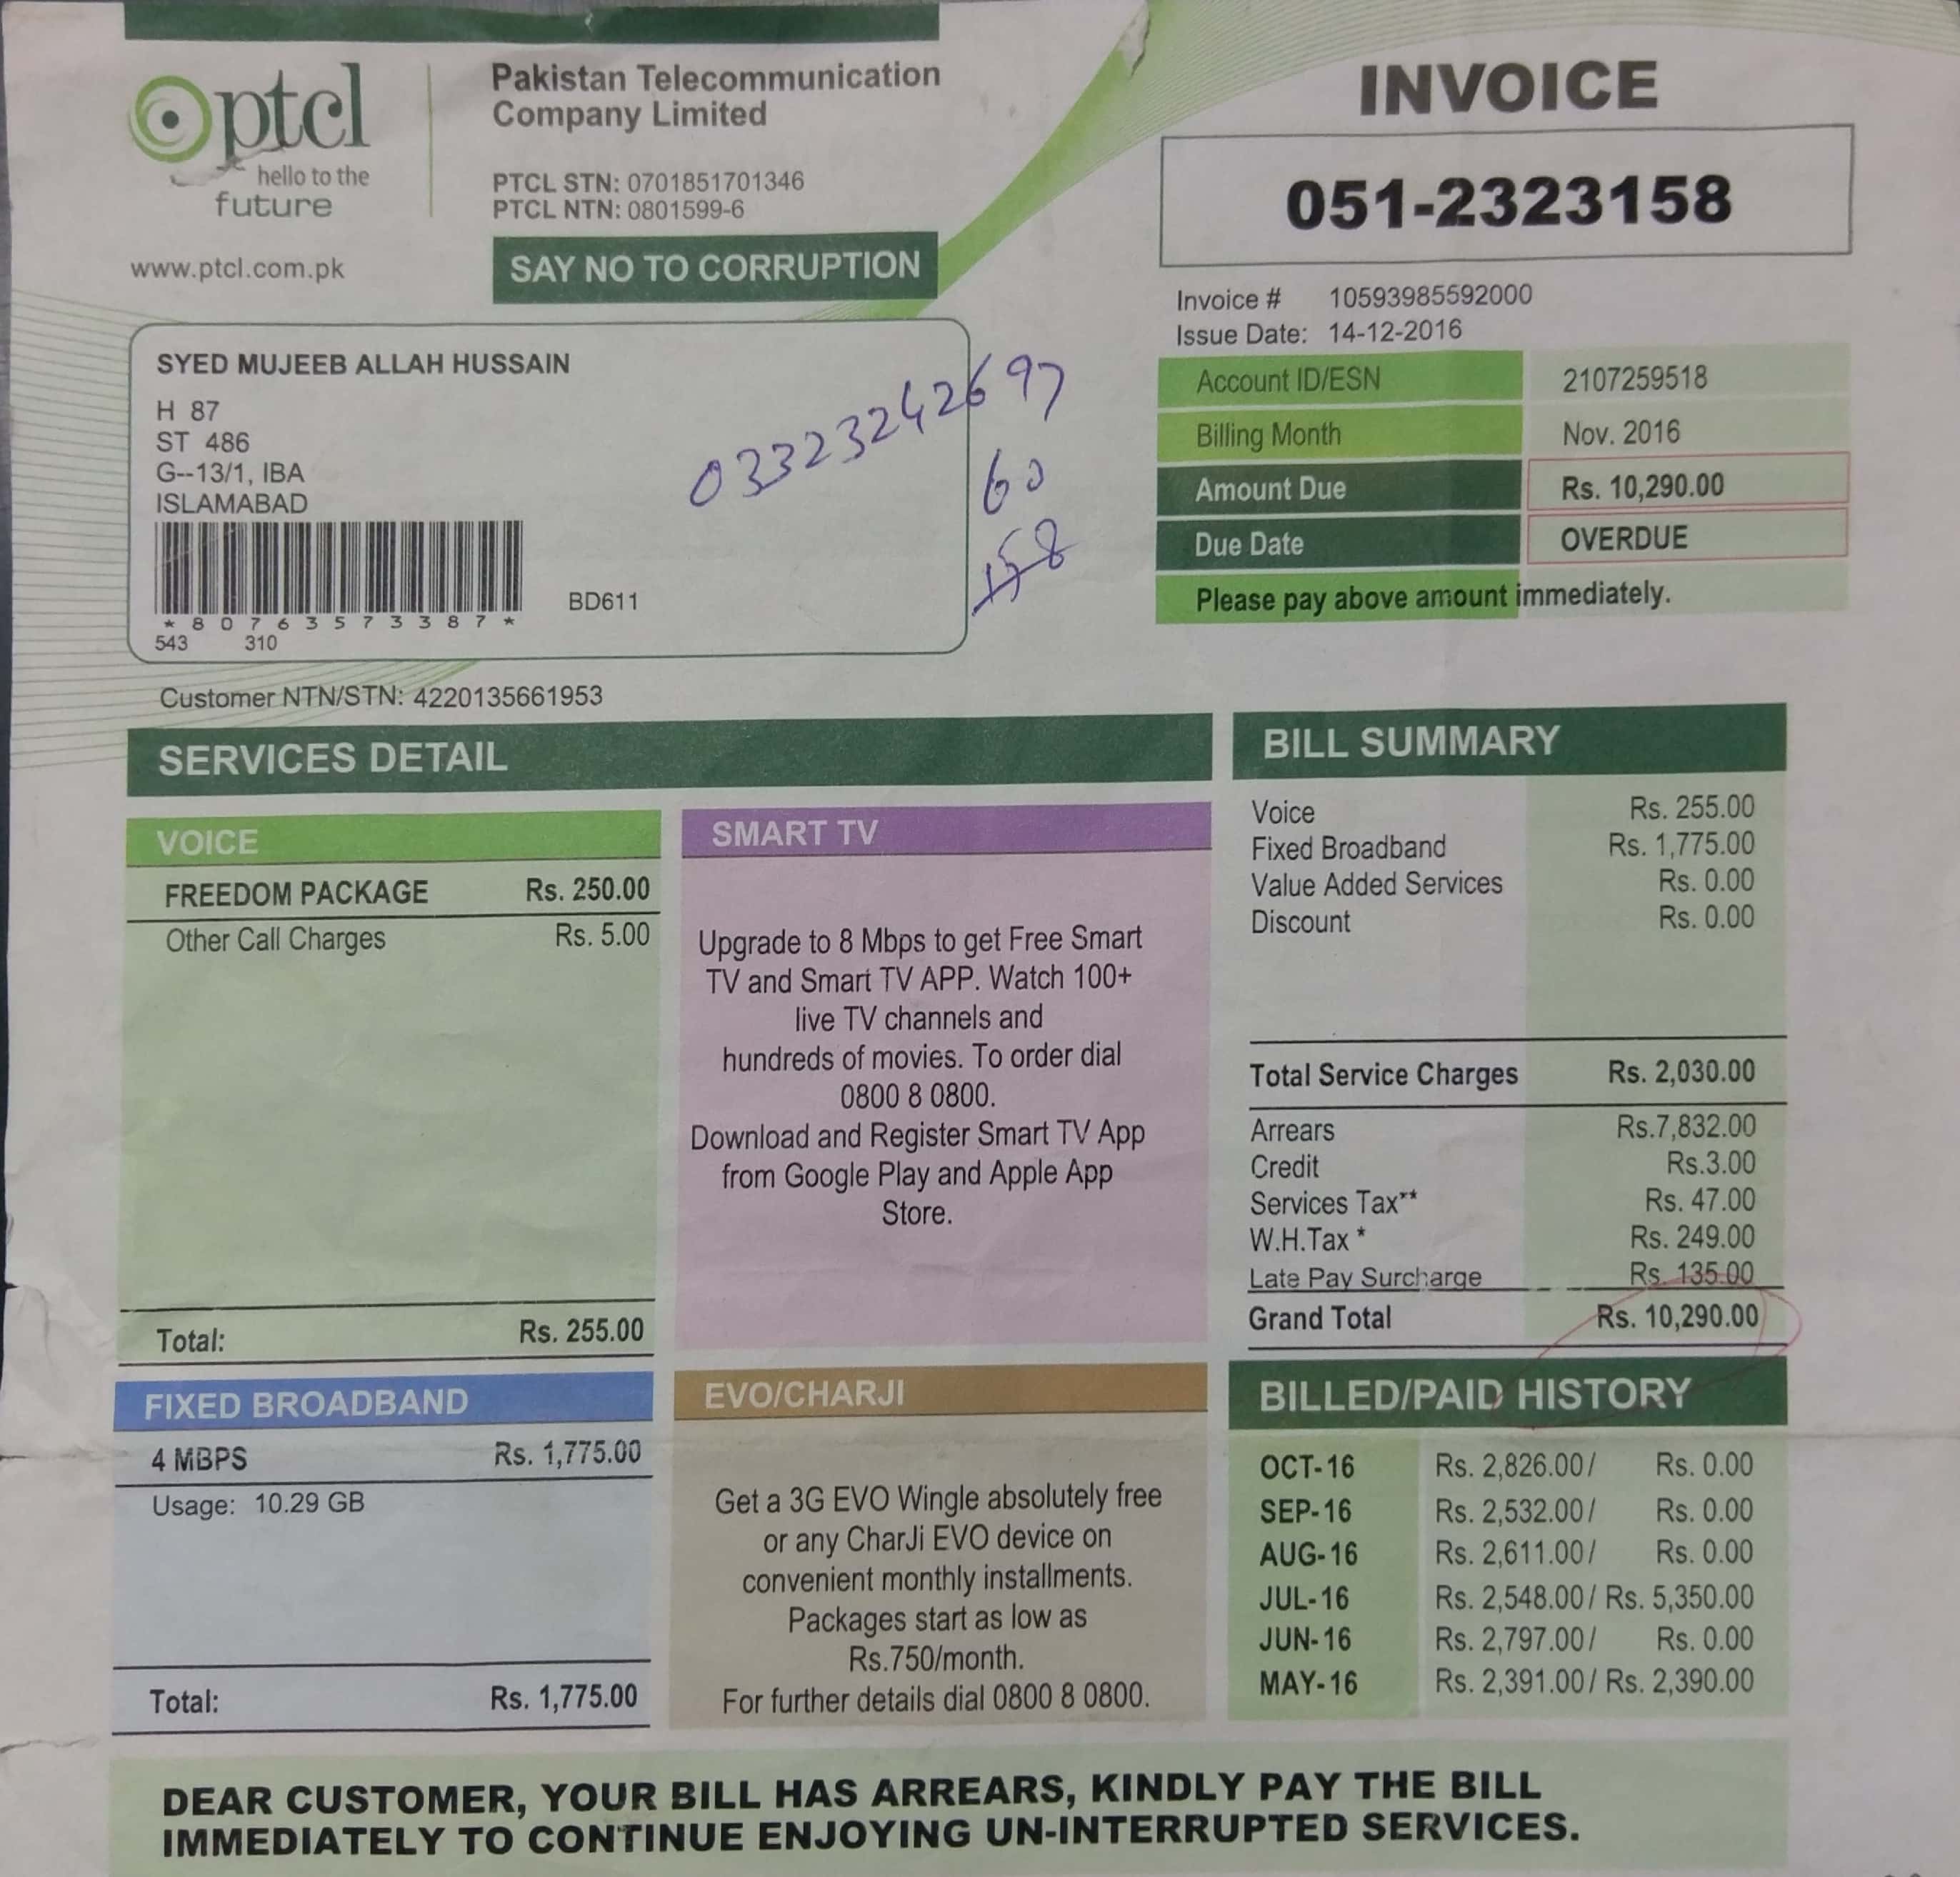 ptcl
hello to the
future
www.ptcl.com.pk
Pakistan Telecommunication
Company Limited
PTCL STN: 0701851701346
PTCL NTN: 0801599-6
SAY NO TO CORRUPTION
INVOICE
051-2323158
Invoice # 10593985592000
Issue Date: 14-12-2016
Account ID/ESN 2107259518
Billing Month Nov. 2016
Amount Due Rs. 10,290.00
Due Date OVERDUE
Please pay above amount immediately.
SYED MUJEEB ALLAH HUSSAIN
H 87
ST 486
G--13/1, IBA
ISLAMABAD
*807635733 87*
543 310
BD611
03323242697
60
158
Customer NTN/STN: 4220135661953
SERVICES DETAIL
VOICE
FREEDOM PACKAGE Rs. 250.00
Other Call Charges Rs. 5.00
Total: Rs. 255.00
SMART TV
Upgrade to 8 Mbps to get Free Smart
TV and Smart TV APP. Watch 100+
live TV channels and
hundreds of movies. To order dial
0800 8 0800.
Download and Register Smart TV App
from Google Play and Apple App
Store.
FIXED BROADBAND
4 MBPS Rs. 1,775.00
Usage: 10.29 GB
Total: Rs. 1,775.00
EVO/CHARJI
Get a 3G EVO Wingle absolutely free
or any CharJi EVO device on
convenient monthly installments.
Packages start as low as
Rs.750/month.
For further details dial 0800 8 0800.
BILL SUMMARY
Voice Rs. 255.00
Fixed Broadband Rs. 1,775.00
Value Added Services Rs. 0.00
Discount Rs. 0.00
Total Service Charges Rs. 2,030.00
Arrears Rs.7,832.00
Credit Rs.3.00
Services Tax** Rs. 47.00
W.H.Tax * Rs. 249.00
Late Pay Surcharge Rs. 135.00
Grand Total Rs. 10,290.00
BILLED/PAID HISTORY
OCT-16 Rs. 2,826.00/ Rs. 0.00
SEP-16 Rs. 2,532.00/ Rs. 0.00
AUG-16 Rs. 2,611.00/ Rs. 0.00
JUL-16 Rs. 2,548.00/ Rs. 5,350.00
JUN-16 Rs. 2,797.00/ Rs. 0.00
MAY-16 Rs. 2,391.00/ Rs. 2,390.00
DEAR CUSTOMER, YOUR BILL HAS ARREARS, KINDLY PAY THE BILL
IMMEDIATELY TO CONTINUE ENJOYING UN-INTERRUPTED SERVICES.